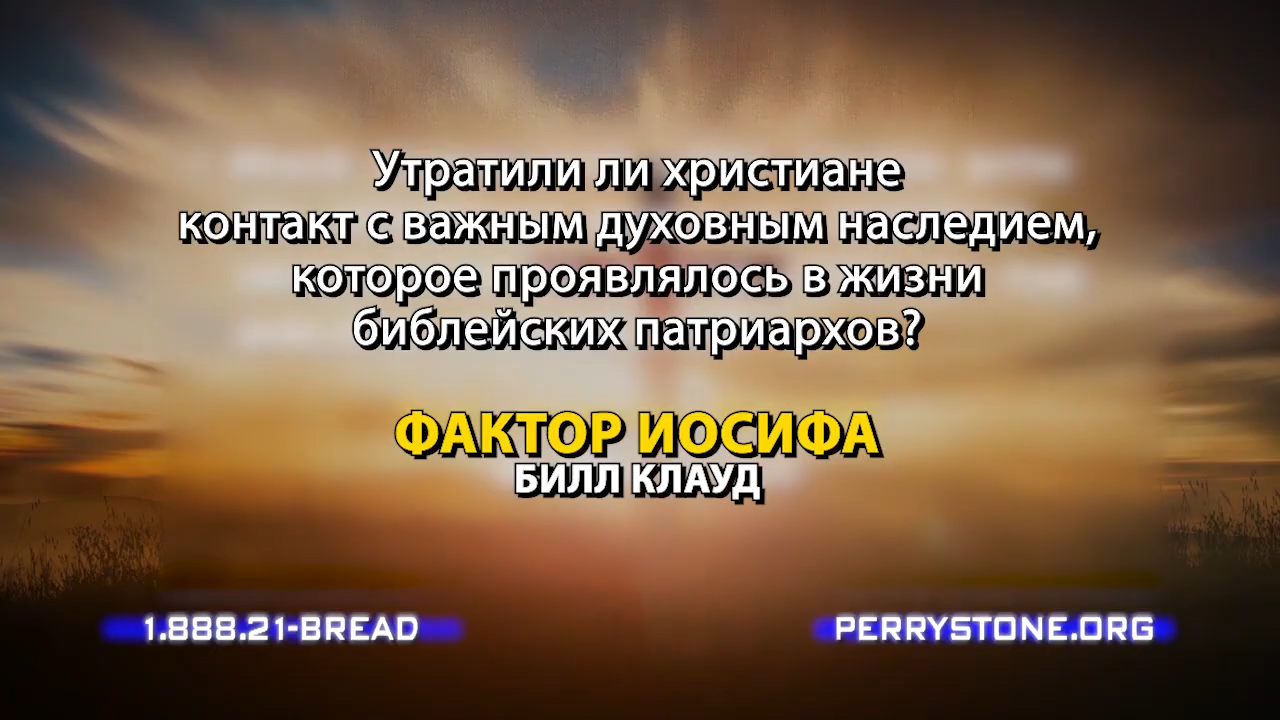 Утратили ли христиане
контакт с важным духовным наследием,
которое проявлялось в жизни
библейских патриархов?
ФАКТОР ИОСИФА
БИЛЛ КЛАУД
1.888.21-BREAD
PERRYSTONE.ORG